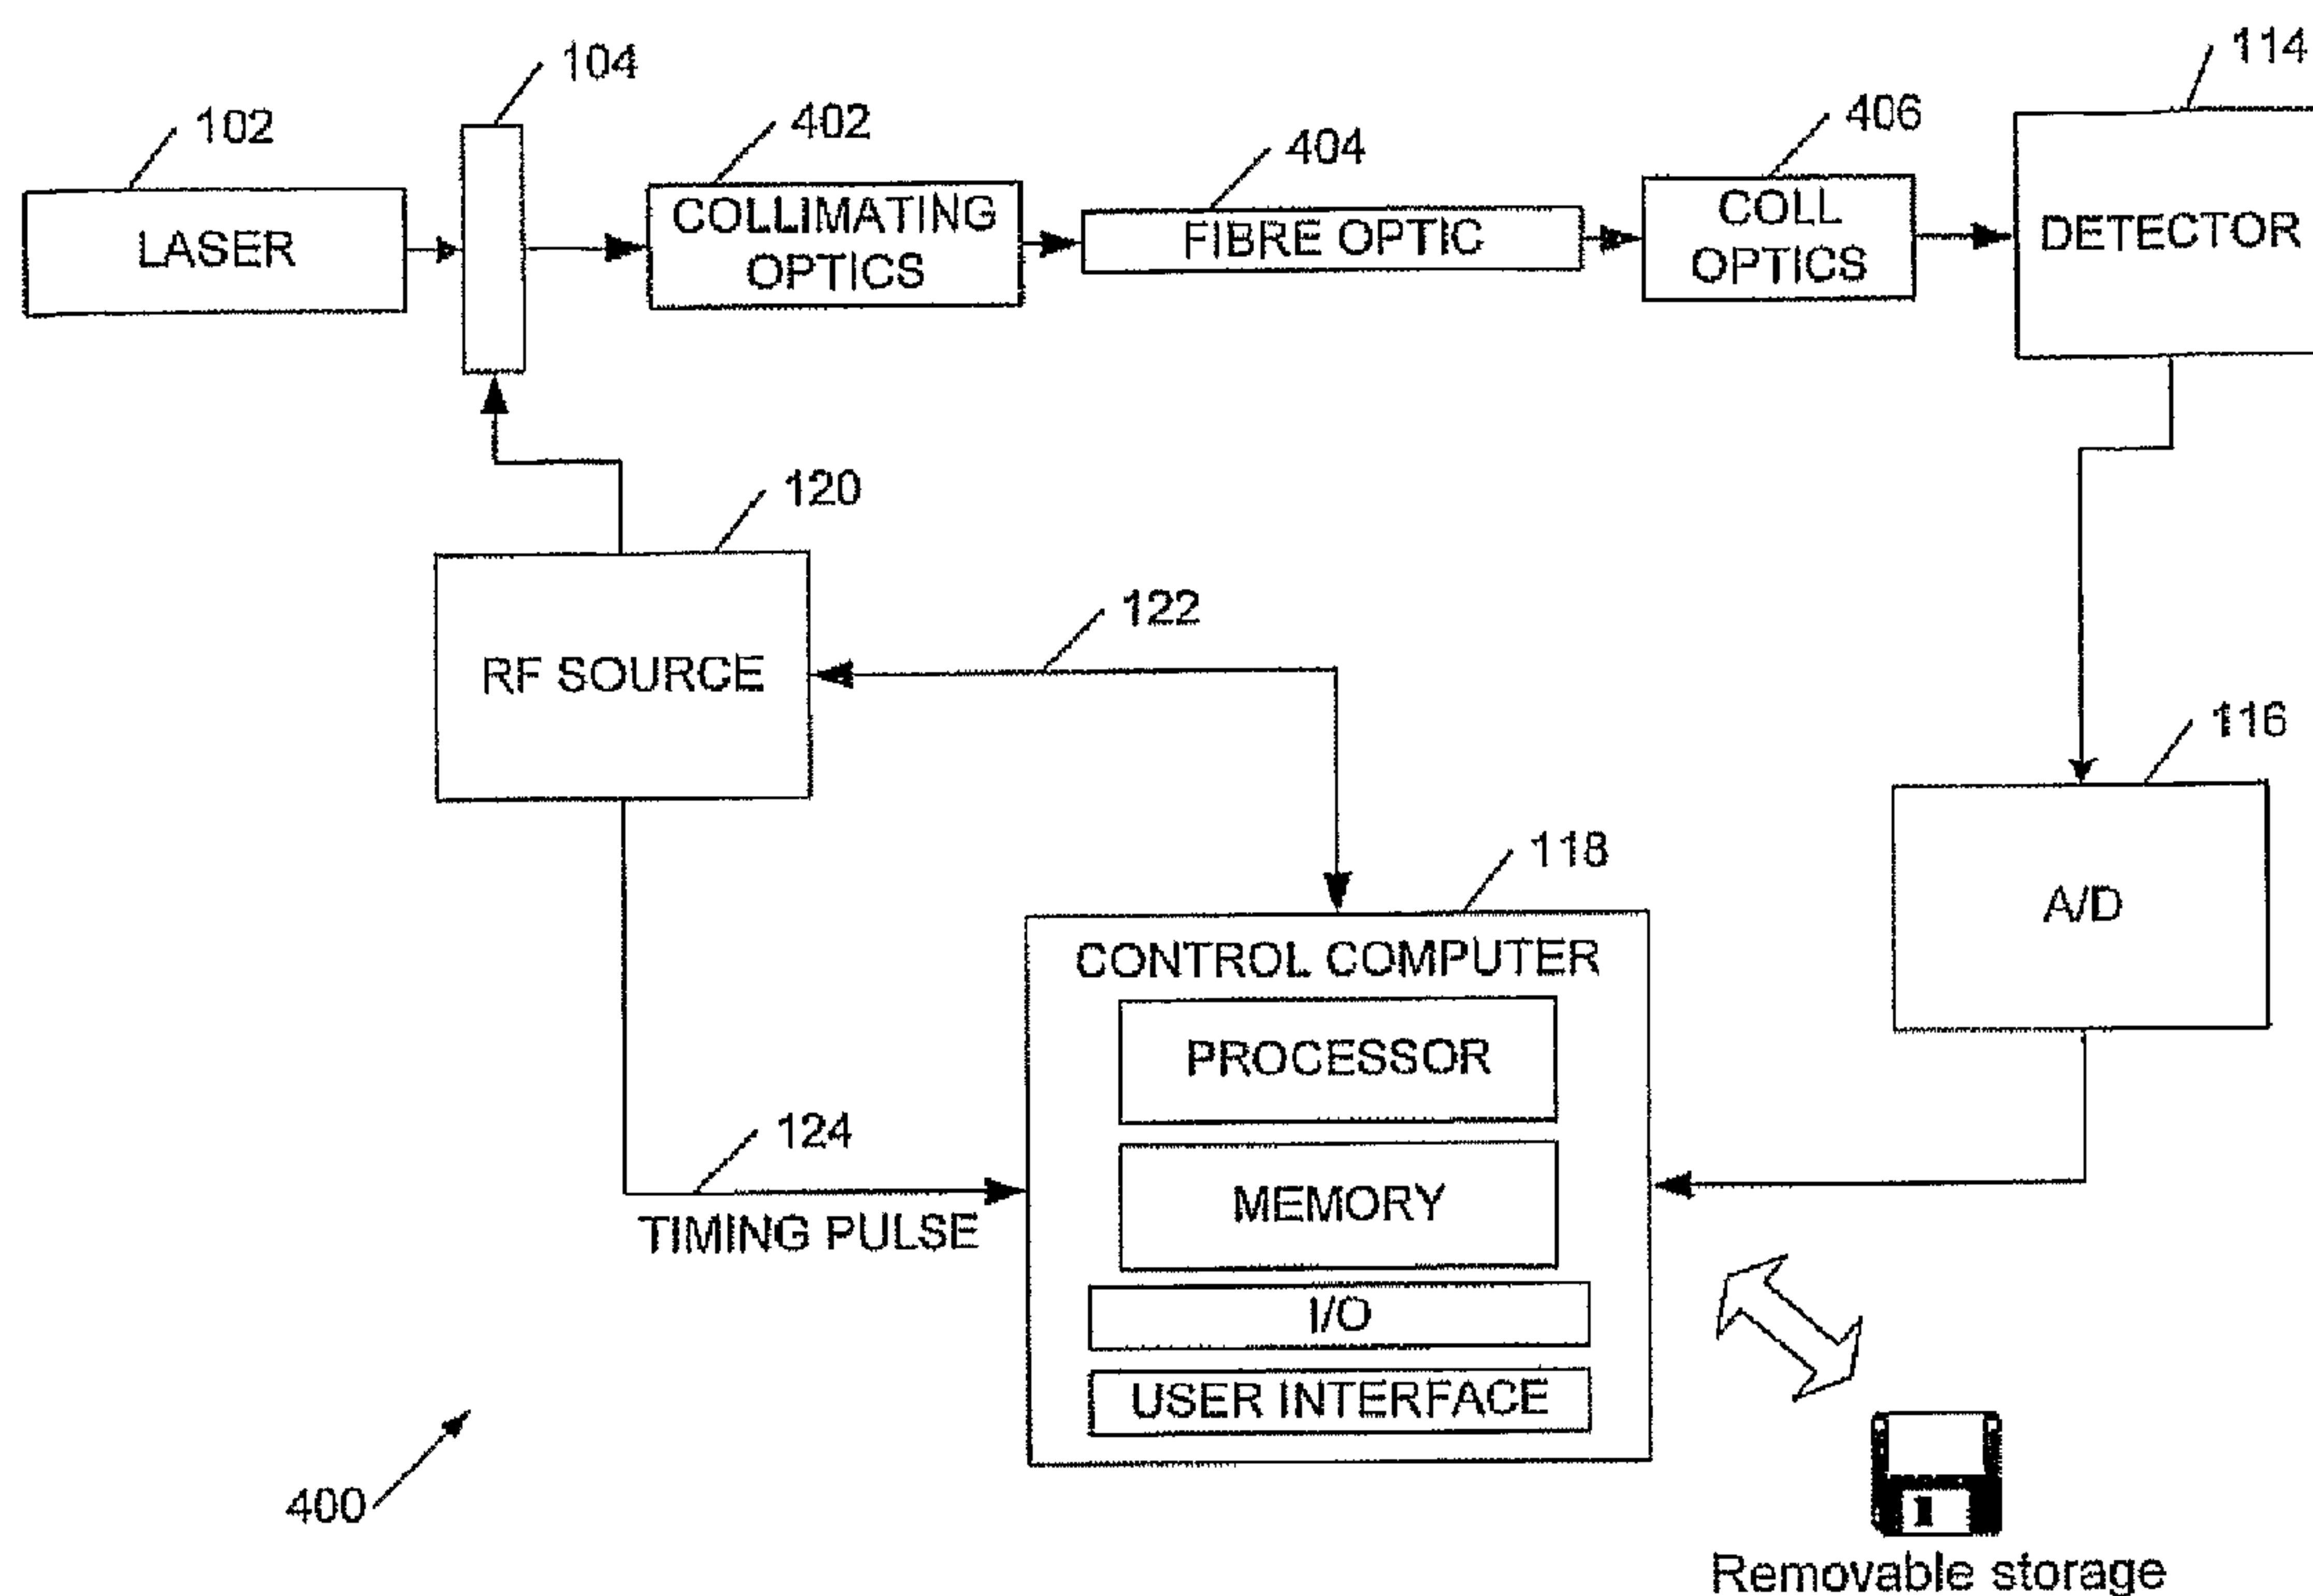 104
114
102
402
404
406
LASER
COLLIMATING
OPTICS
FIBRE OPTIC
COLL
OPTICS
DETECTOR
120
RF SOURCE
122
116
A/D
118
CONTROL COMPUTER
PROCESSOR
MEMORY
I/O
USER INTERFACE
124
TIMING PULSE
400
1
Removable storage